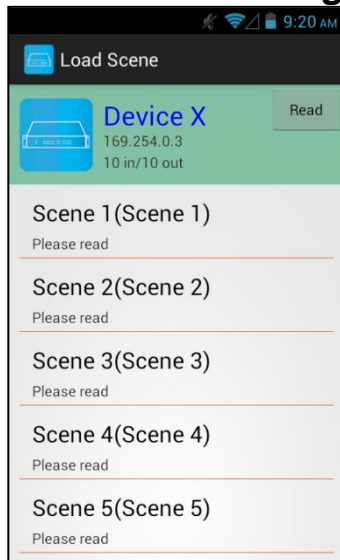 9:20 AM
Load Scene
Device X
Read
169.254.0.3
10 in/10 out
Scene 1(Scene 1)
Please read
Scene 2(Scene 2)
Please read
Scene 3(Scene 3)
Please read
Scene 4(Scene 4)
Please read
Scene 5(Scene 5)
Please read